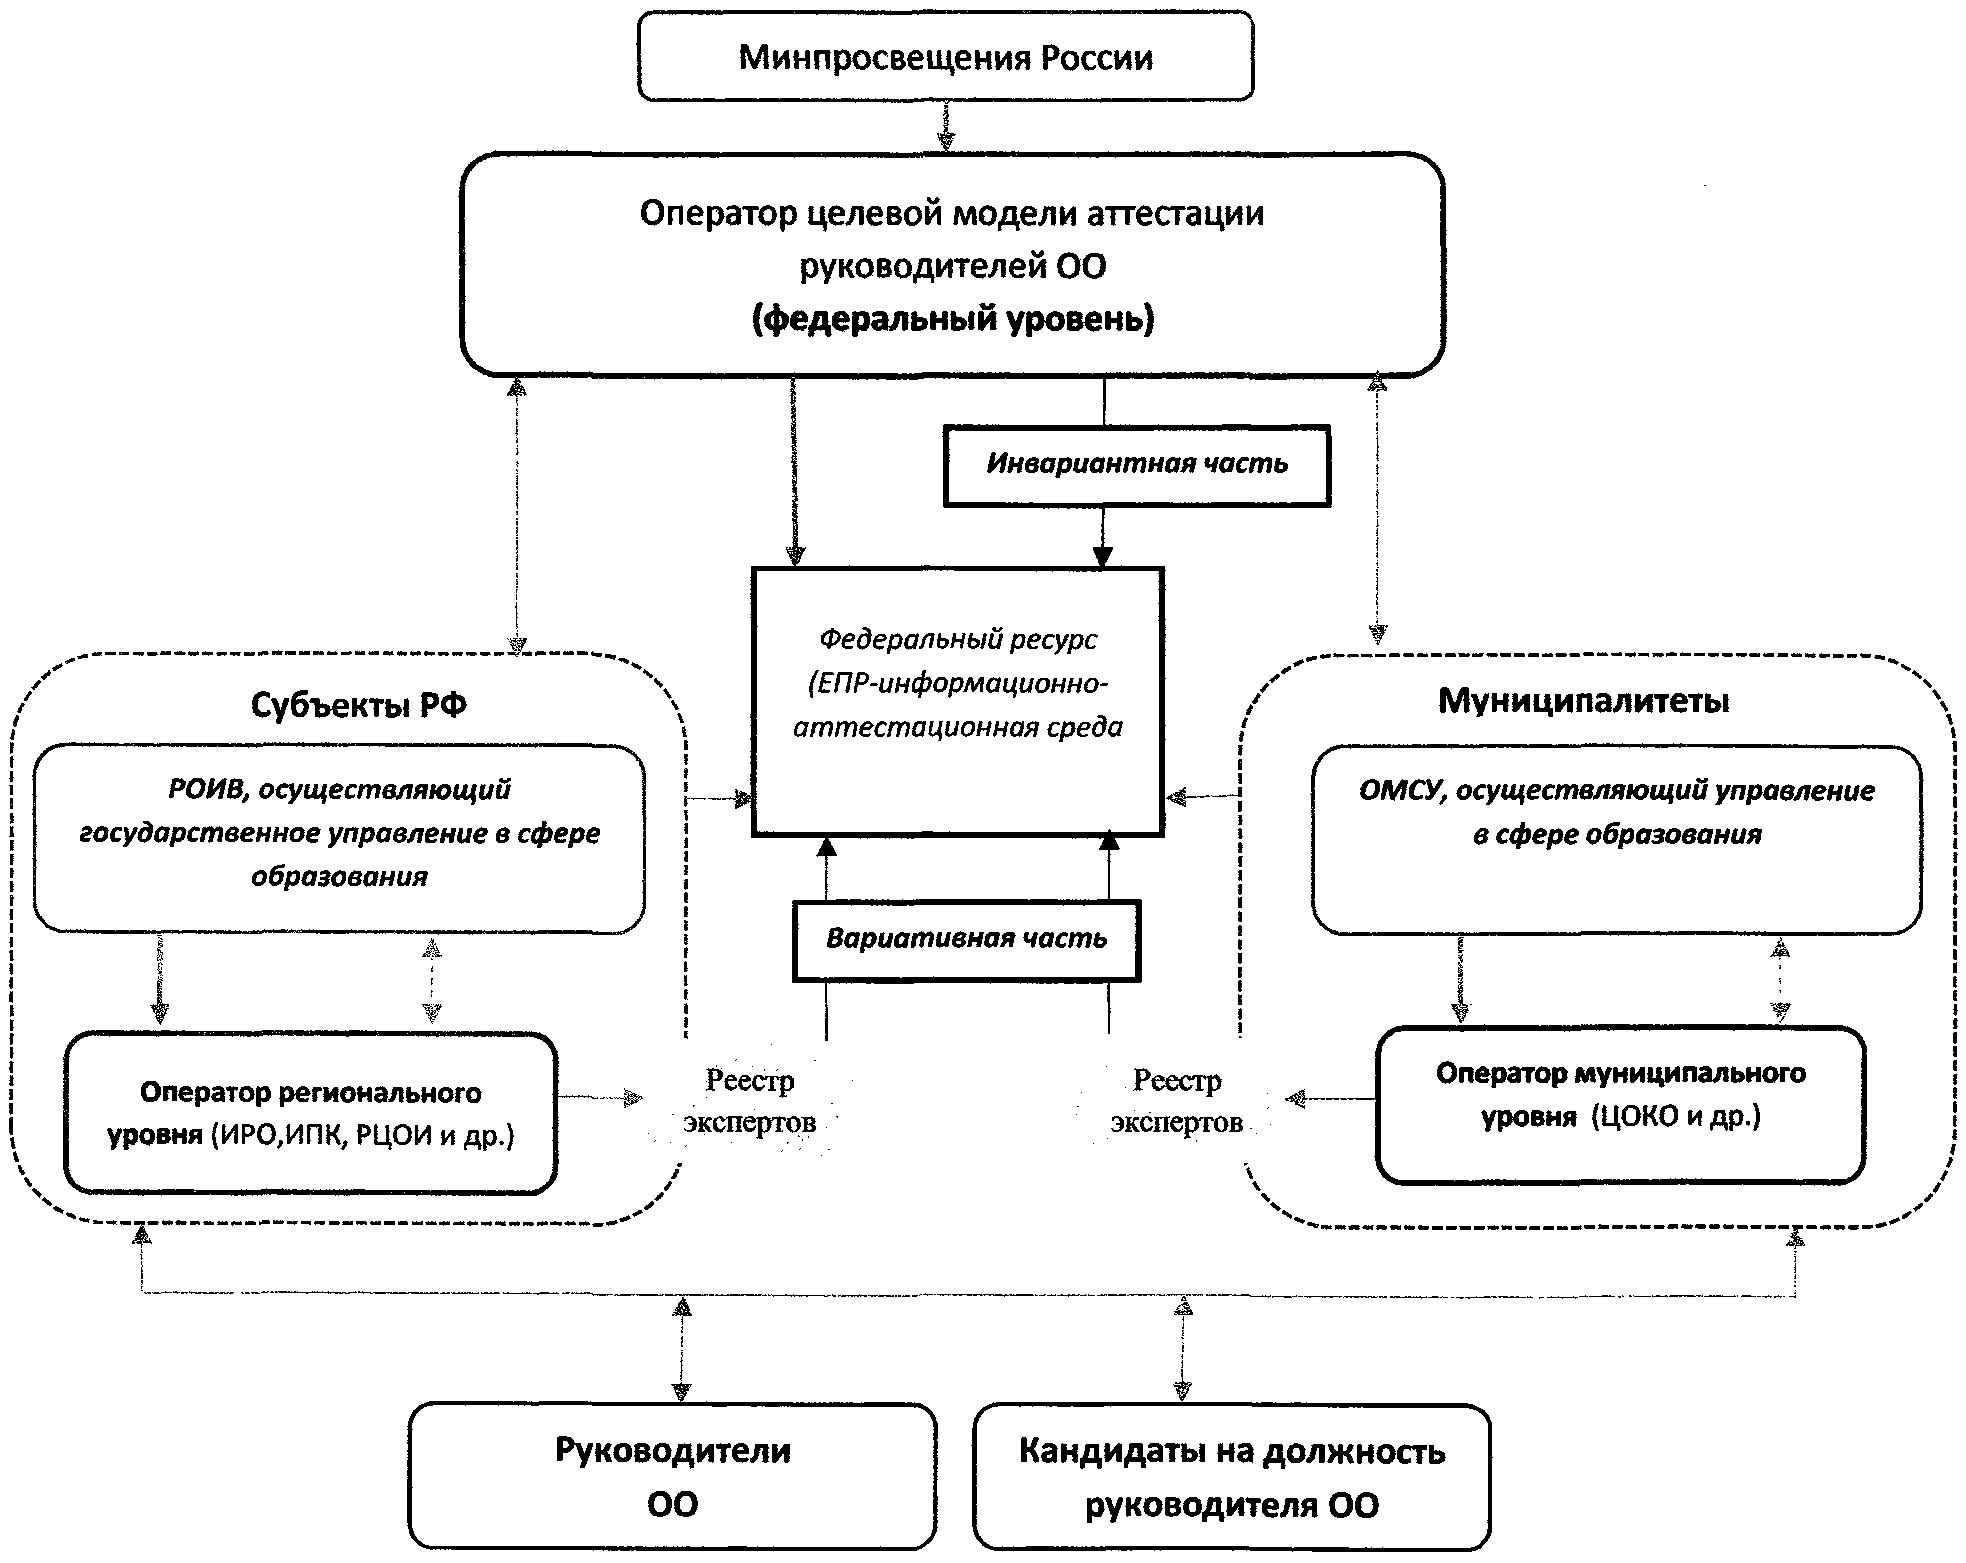 Минпросвещения России
Оператор целевой модели аттестации
руководителей ОО
(федеральный уровень)
Инвариантная часть
Федеральный ресурс
(ЕПР-информационно-
аттестационная среда
Субъекты РФ
РОИВ, осуществляющий
государственное управление в сфере
образования
Оператор регионального
уровня (ИРО,ИПК, РЦОИ и др.)
Муниципалитеты
ОМСУ, осуществляющий управление
в сфере образования
Оператор муниципального
уровня (ЦОКО и др.)
Вариативная часть
Реестр
экспертов
Реестр
экспертов
Руководители
ОО
Кандидаты на должность
руководителя ОО